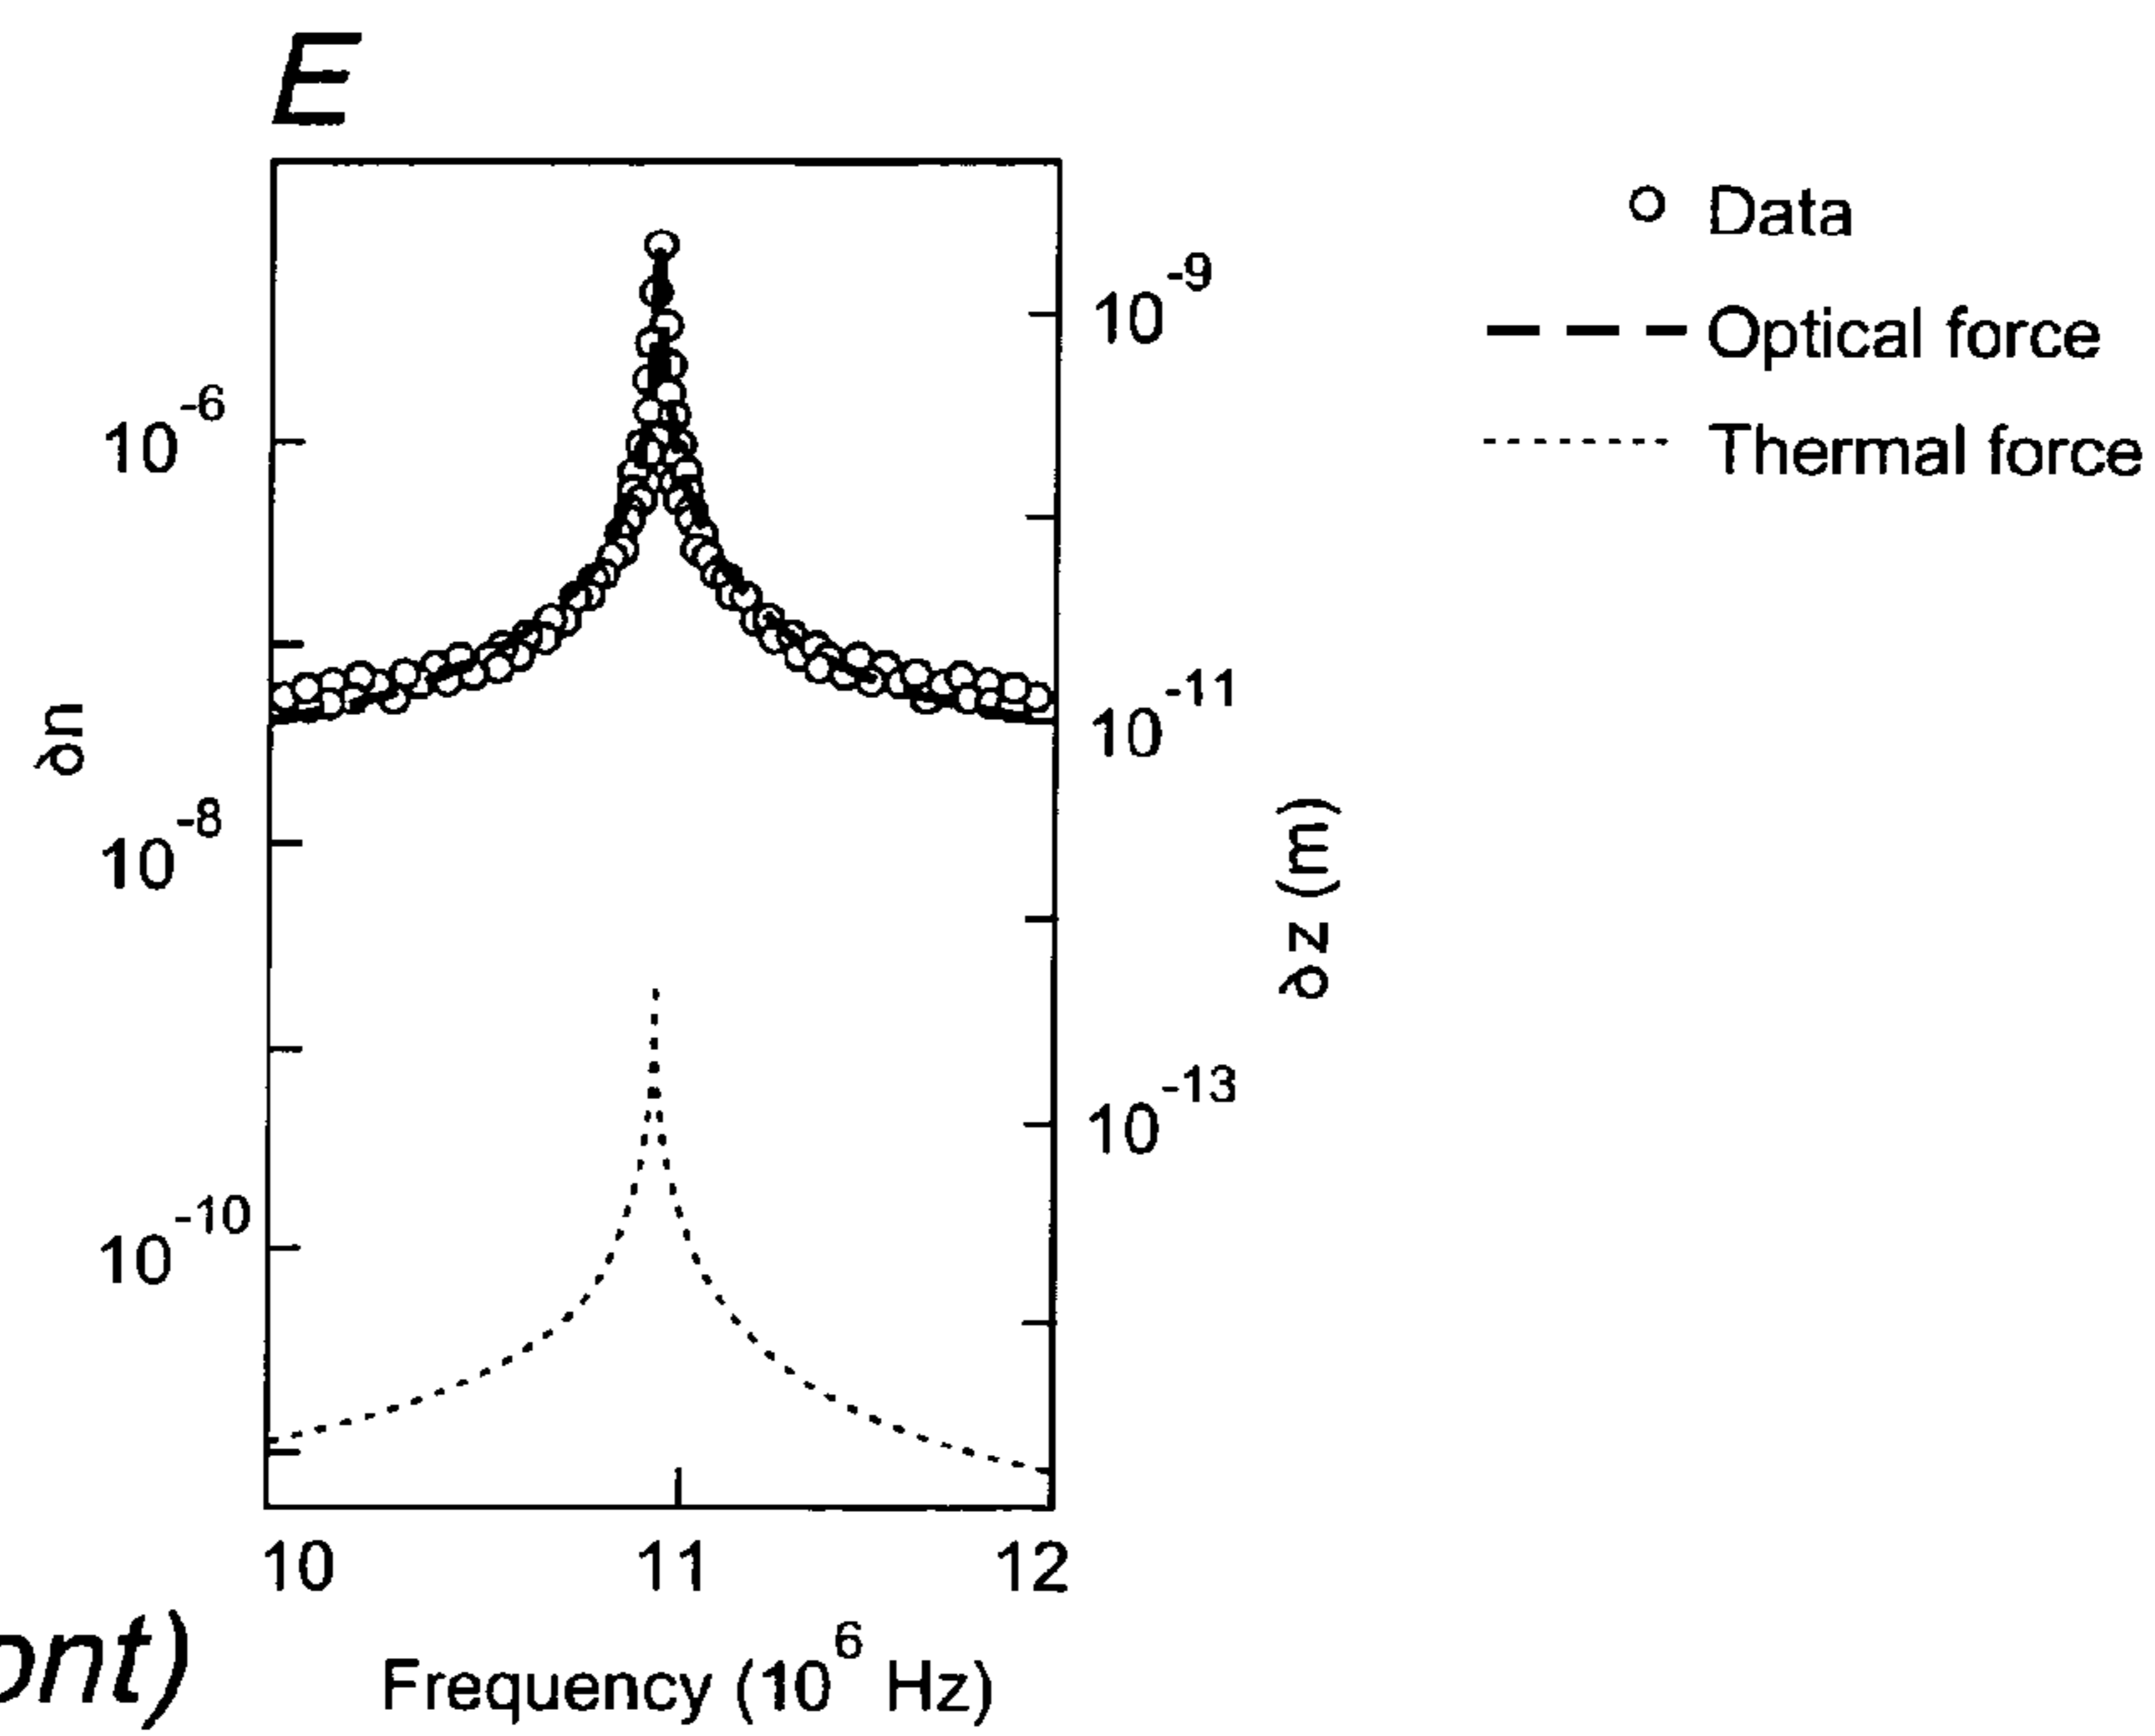 E
Data
Optical force
Thermal force
10^-6
10^-8
10^-10
δn
10^-9
10^-11
10^-13
δz (m)
10 11 12
Frequency (10^6 Hz)
ont)